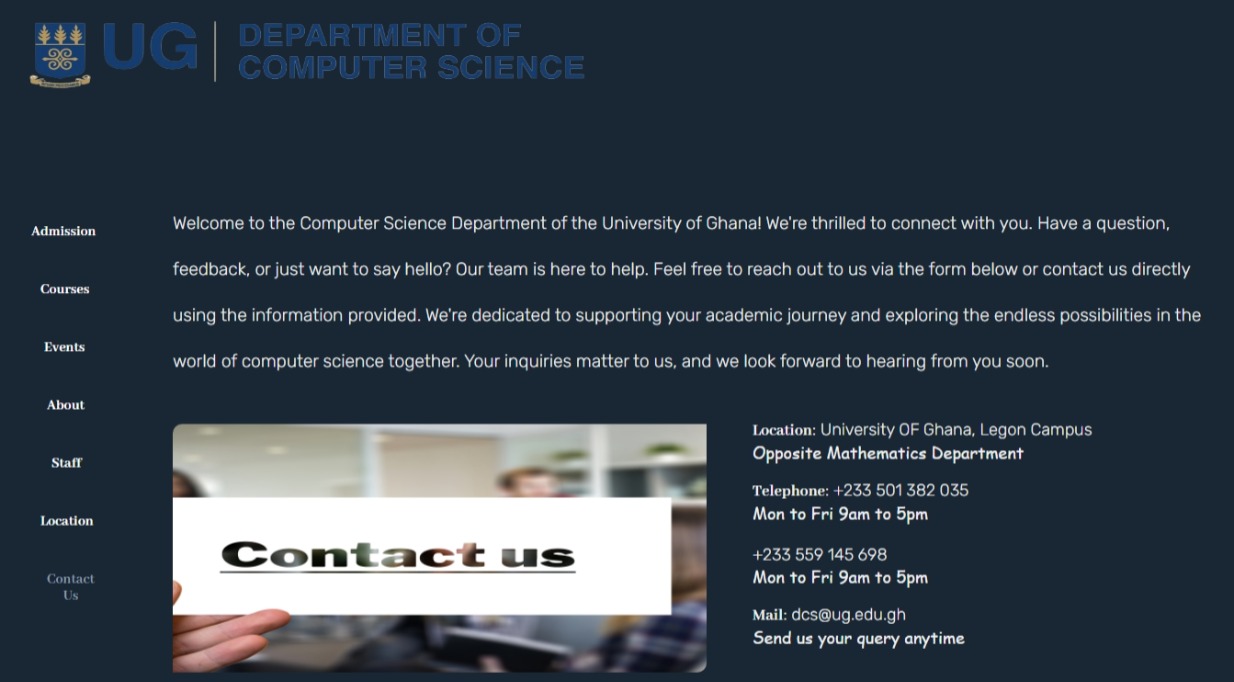 UG
DEPARTMENT OF
COMPUTER SCIENCE
Admission
Courses
Events
About
Staff
Location
Contact
Us
Welcome to the Computer Science Department of the University of Ghana! We're thrilled to connect with you. Have a question,
feedback, or just want to say hello? Our team is here to help. Feel free to reach out to us via the form below or contact us directly
using the information provided. We're dedicated to supporting your academic journey and exploring the endless possibilities in the
world of computer science together. Your inquiries matter to us, and we look forward to hearing from you soon.
Contact us
Location: University OF Ghana, Legon Campus
Opposite Mathematics Department
Telephone: +233 501 382 035
Mon to Fri 9am to 5pm
+233 559 145 698
Mon to Fri 9am to 5pm
Mail: dcs@ug.edu.gh
Send us your query anytime